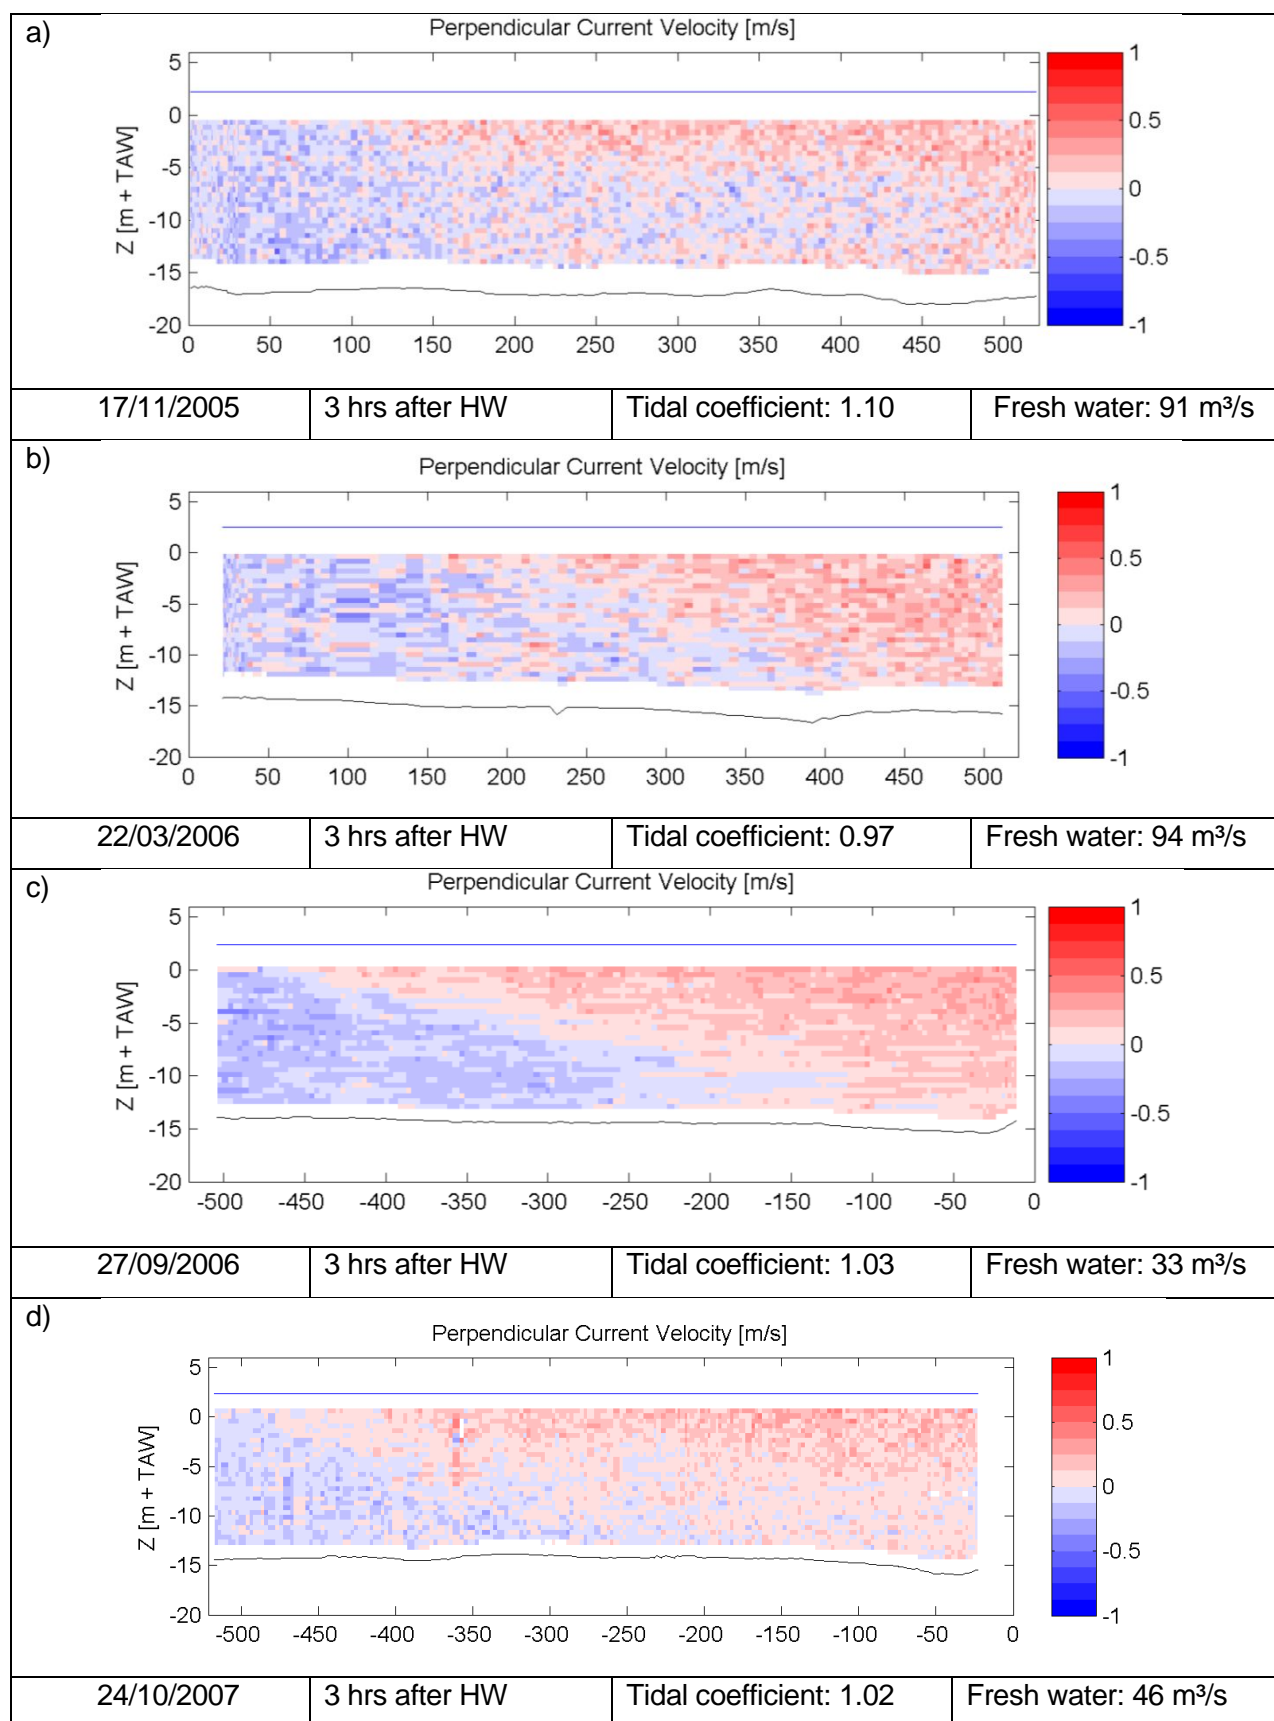 a)
Perpendicular Current Velocity [m/s]
Z [m + TAW]
5
0
-5
-10
-15
-20
0 50 100 150 200 250 300 350 400 450 500
1
0.5
0
-0.5
-1
17/11/2005 3 hrs after HW Tidal coefficient: 1.10 Fresh water: 91 m³/s
b)
Perpendicular Current Velocity [m/s]
Z [m + TAW]
5
0
-5
-10
-15
-20
0 50 100 150 200 250 300 350 400 450 500
1
0.5
0
-0.5
-1
22/03/2006 3 hrs after HW Tidal coefficient: 0.97 Fresh water: 94 m³/s
c)
Perpendicular Current Velocity [m/s]
Z [m + TAW]
5
0
-5
-10
-15
-20
-500 -450 -400 -350 -300 -250 -200 -150 -100 -50 0
1
0.5
0
-0.5
-1
27/09/2006 3 hrs after HW Tidal coefficient: 1.03 Fresh water: 33 m³/s
d)
Perpendicular Current Velocity [m/s]
Z [m + TAW]
5
0
-5
-10
-15
-20
-500 -450 -400 -350 -300 -250 -200 -150 -100 -50 0
1
0.5
0
-0.5
-1
24/10/2007 3 hrs after HW Tidal coefficient: 1.02 Fresh water: 46 m³/s